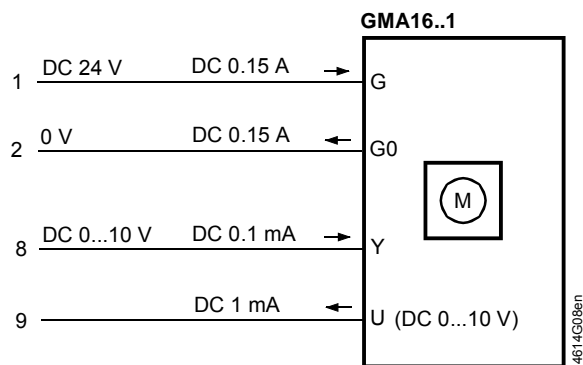 GMA16..1
1 DC 24 V DC 0.15 A G
2 0 V DC 0.15 A G0
M
8 DC 0...10 V DC 0.1 mA Y
9 DC 1 mA U (DC 0...10 V)
4614G08en